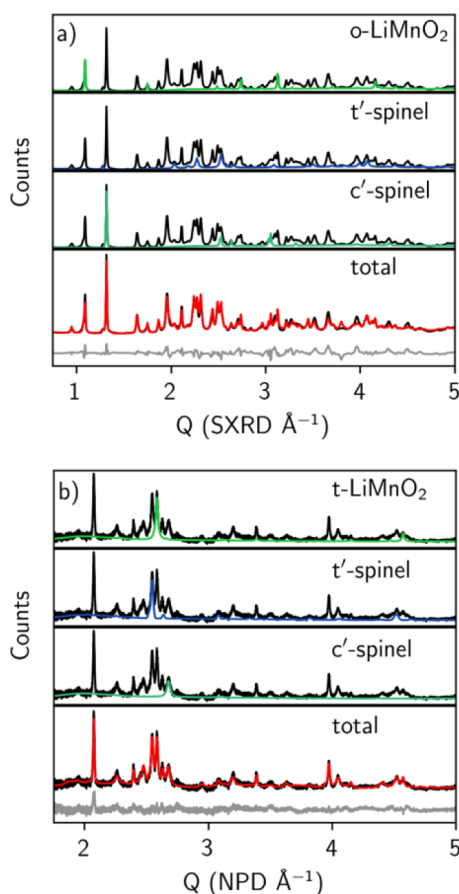 a)
o-LiMnO₂
t′-spinel
c′-spinel
total
Counts
1 2 3 4 5
Q (SXRD Å⁻¹)
b)
t-LiMnO₂
t′-spinel
c′-spinel
total
Counts
2 3 4 5
Q (NPD Å⁻¹)